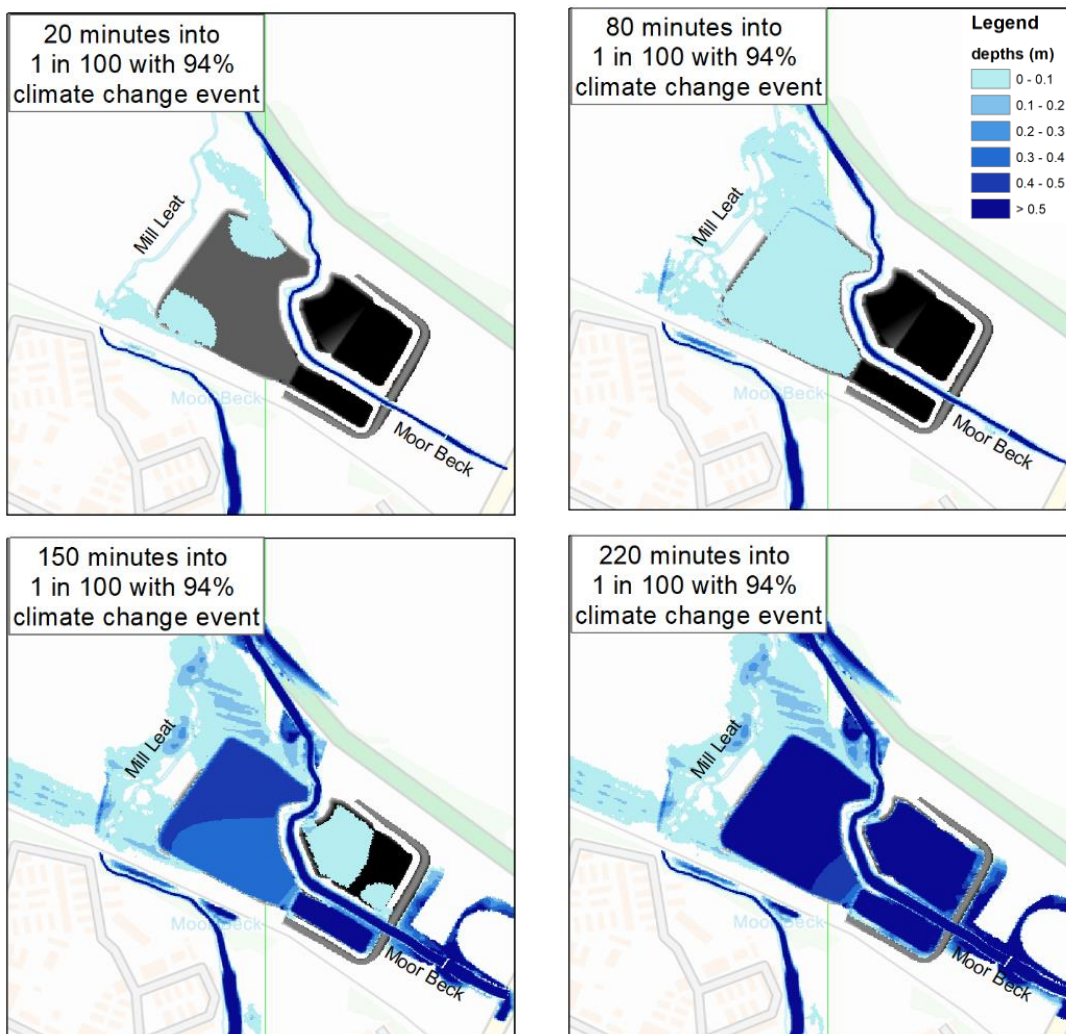 20 minutes into
1 in 100 with 94%
climate change event
Mill Leat
Moor Beck
Moor Beck
80 minutes into
1 in 100 with 94%
climate change event
Legend
depths (m)
0 - 0.1
0.1 - 0.2
0.2 - 0.3
0.3 - 0.4
0.4 - 0.5
> 0.5
Mill Leat
Moor Beck
Moor Beck
150 minutes into
1 in 100 with 94%
climate change event
Mill Leat
Moor Beck
Moor Beck
220 minutes into
1 in 100 with 94%
climate change event
Mill Leat
Moor Beck
Moor Beck